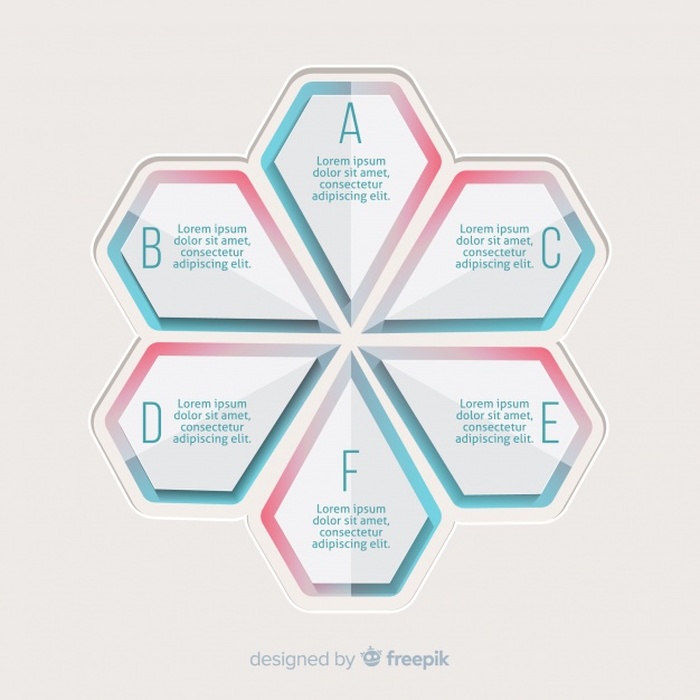 A
Lorem ipsum
dolor sit amet,
consectetur
adipiscing elit.
B
Lorem ipsum
dolor sit amet,
consectetur
adipiscing elit.
C
Lorem ipsum
dolor sit amet,
consectetur
adipiscing elit.
D
Lorem ipsum
dolor sit amet,
consectetur
adipiscing elit.
E
Lorem ipsum
dolor sit amet,
consectetur
adipiscing elit.
F
Lorem ipsum
dolor sit amet,
consectetur
adipiscing elit.
designed by freepik